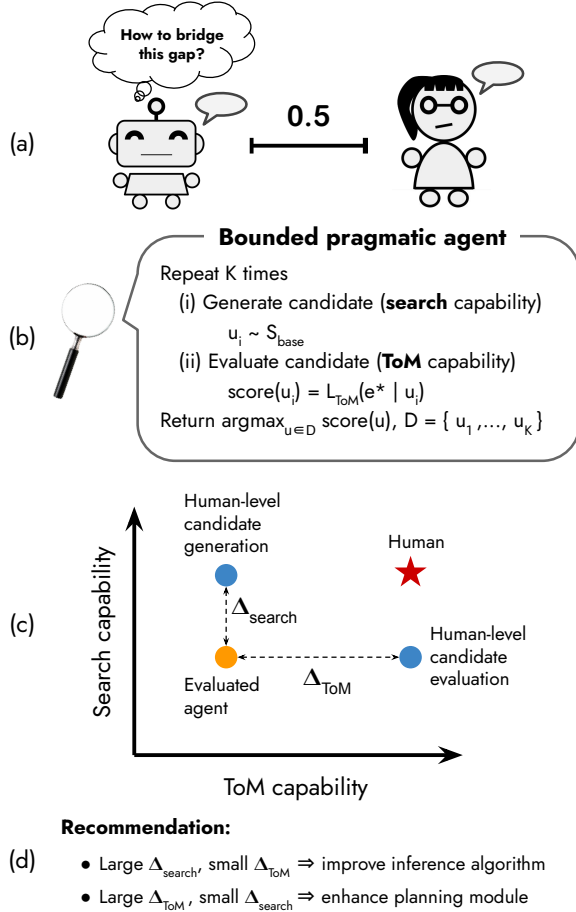 How to bridge
this gap?
(a)
0.5
Bounded pragmatic agent
(b)
Repeat K times
(i) Generate candidate (search capability)
u_i ~ S_base
(ii) Evaluate candidate (ToM capability)
score(u_i) = L_ToM(e* | u_i)
Return argmax_u∈D score(u), D = { u_1 ,…, u_K }
(c)
Search capability
Human-level
candidate
generation
Human
Δ_search
Evaluated
agent
Δ_ToM
Human-level
candidate
evaluation
ToM capability
Recommendation:
(d)
● Large Δ_search, small Δ_ToM ⇒ improve inference algorithm
● Large Δ_ToM , small Δ_search ⇒ enhance planning module